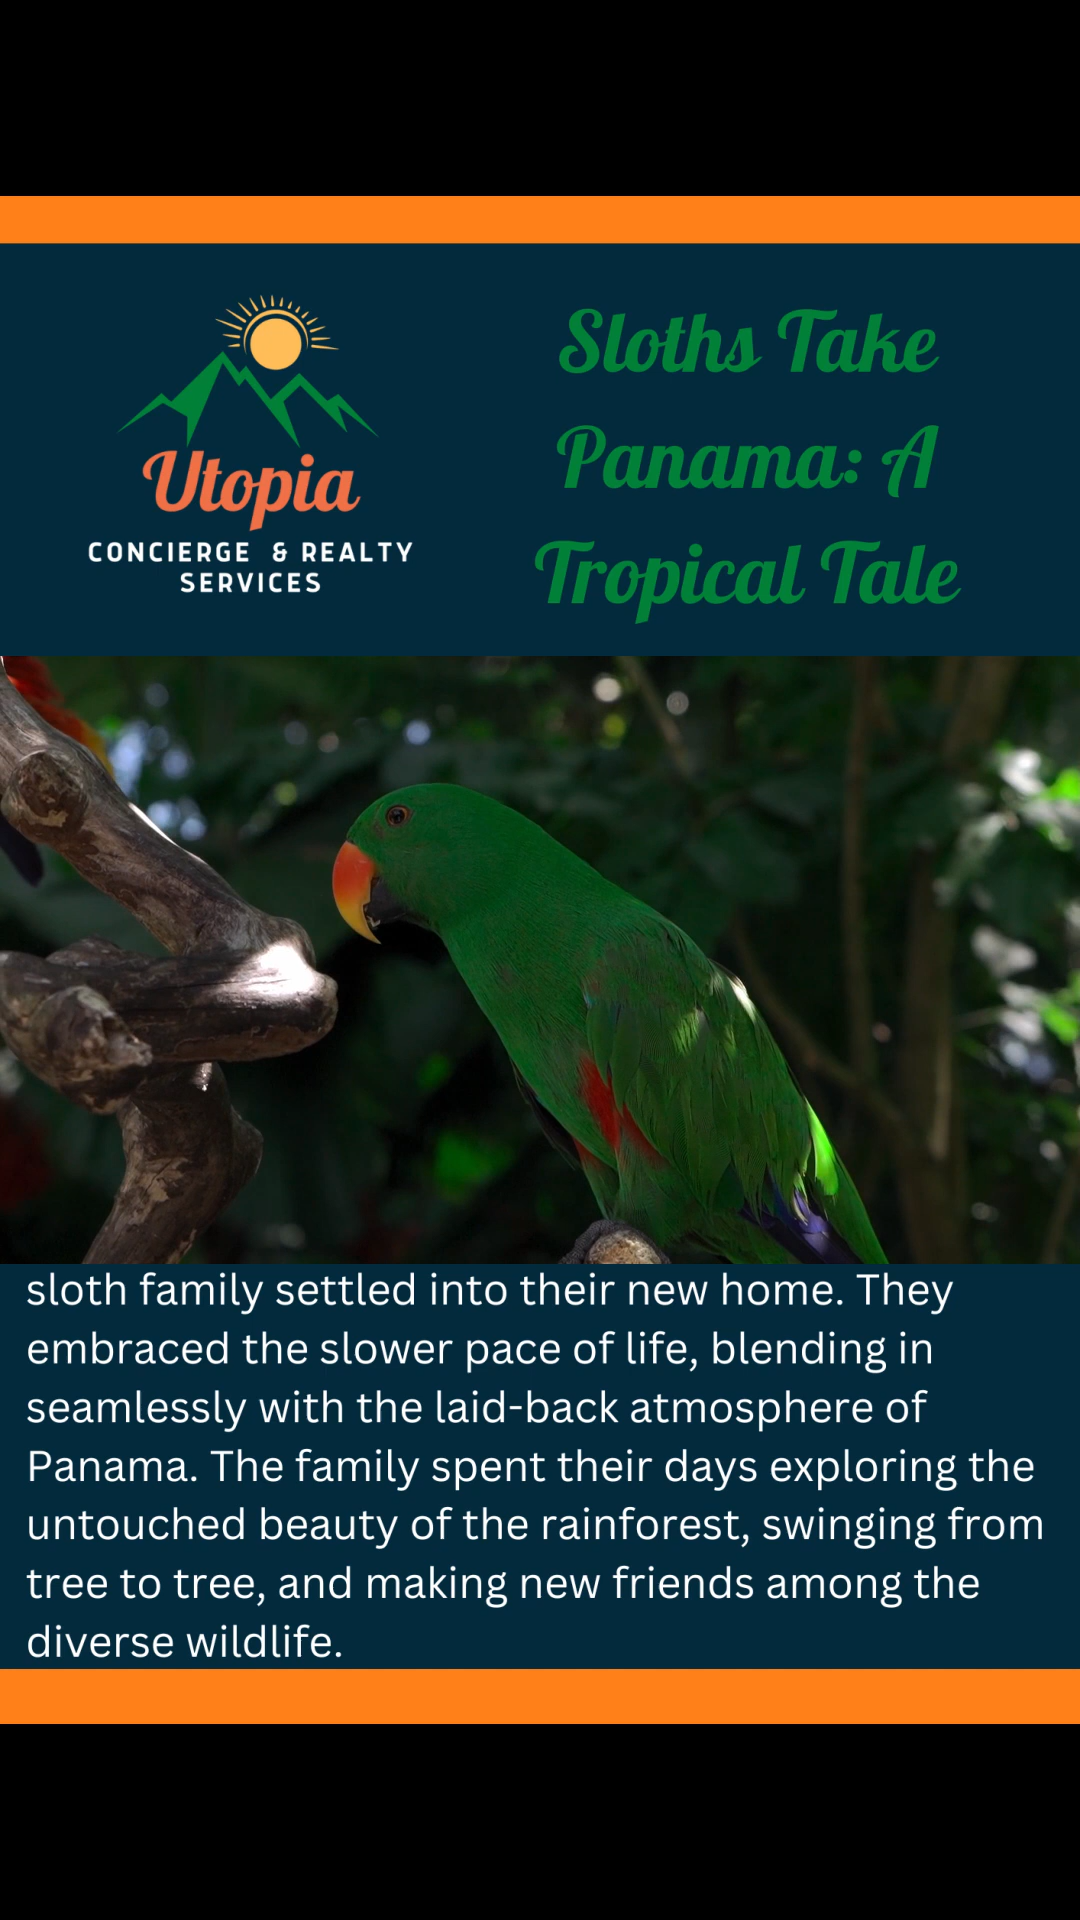 Utopia
CONCIERGE & REALTY
SERVICES
Sloths Take
Panama: A
Tropical Tale
sloth family settled into their new home. They
embraced the slower pace of life, blending in
seamlessly with the laid-back atmosphere of
Panama. The family spent their days exploring the
untouched beauty of the rainforest, swinging from
tree to tree, and making new friends among the
diverse wildlife.